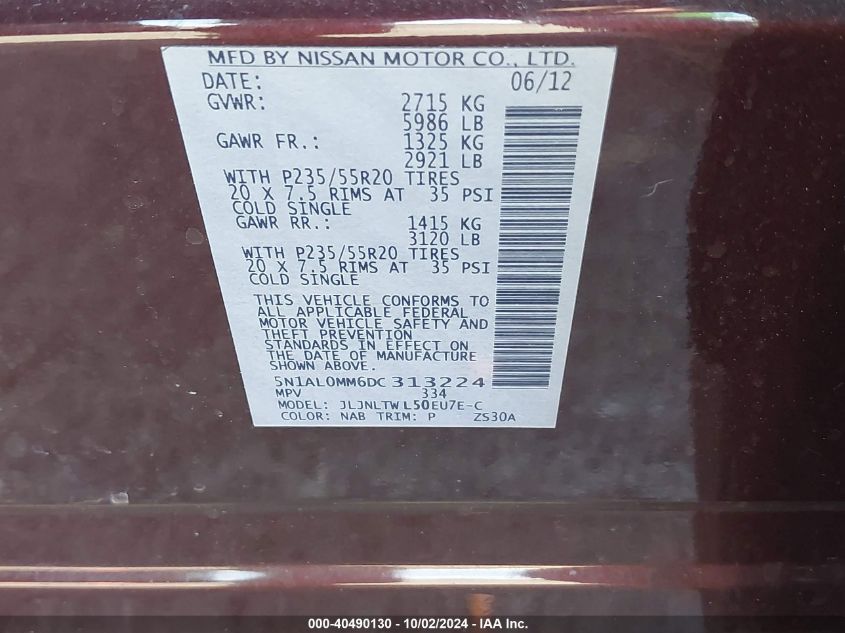 MFD BY NISSAN MOTOR CO., LTD.
DATE: 06/12
GVWR: 2715 KG
5986 LB
GAWR FR.: 1325 KG
2921 LB
WITH P235/55R20 TIRES
20 X 7.5 RIMS AT 35 PSI
COLD SINGLE
GAWR RR.: 1415 KG
3120 LB
WITH P235/55R20 TIRES
20 X 7.5 RIMS AT 35 PSI
COLD SINGLE
THIS VEHICLE CONFORMS TO
ALL APPLICABLE FEDERAL
MOTOR VEHICLE SAFETY AND
THEFT PREVENTION
STANDARDS IN EFFECT ON
THE DATE OF MANUFACTURE
SHOWN ABOVE.
5N1AL0MM6DC313224
MPV 334
MODEL: JLJNLTWL50EU7E-C
COLOR: NAB TRIM: P ZS30A
000-40490130 - 10/02/2024 - IAA Inc.